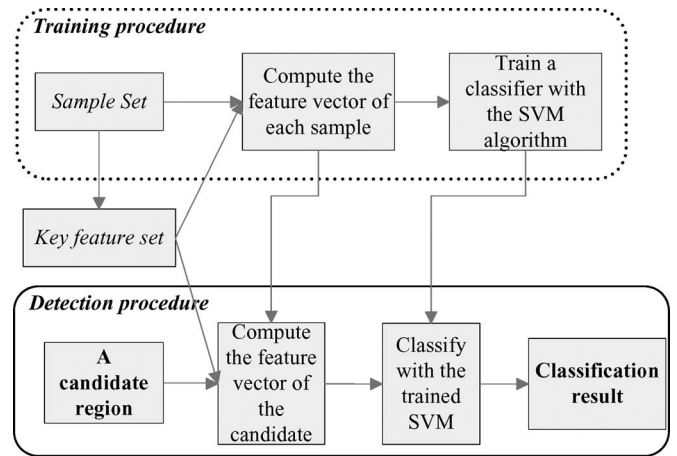 Training procedure
Sample Set
Compute the
feature vector of
each sample
Train a
classifier with
the SVM
algorithm
Key feature set
Detection procedure
A
candidate
region
Compute
the feature
vector of
the
candidate
Classify
with the
trained
SVM
Classification
result